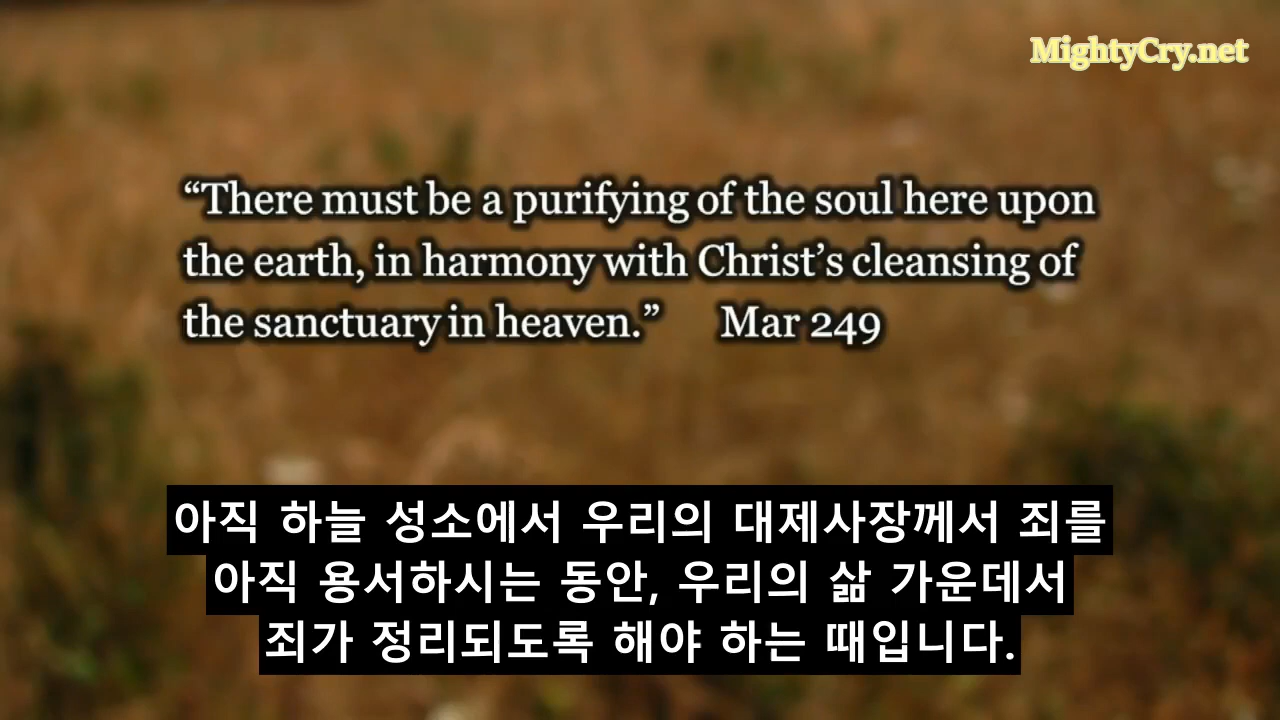 MightyCry.net
“There must be a purifying of the soul here upon
the earth, in harmony with Christ’s cleansing of
the sanctuary in heaven.” Mar 249
아직 하늘 성소에서 우리의 대제사장께서 죄를
아직 용서하시는 동안, 우리의 삶 가운데서
죄가 정리되도록 해야 하는 때입니다.